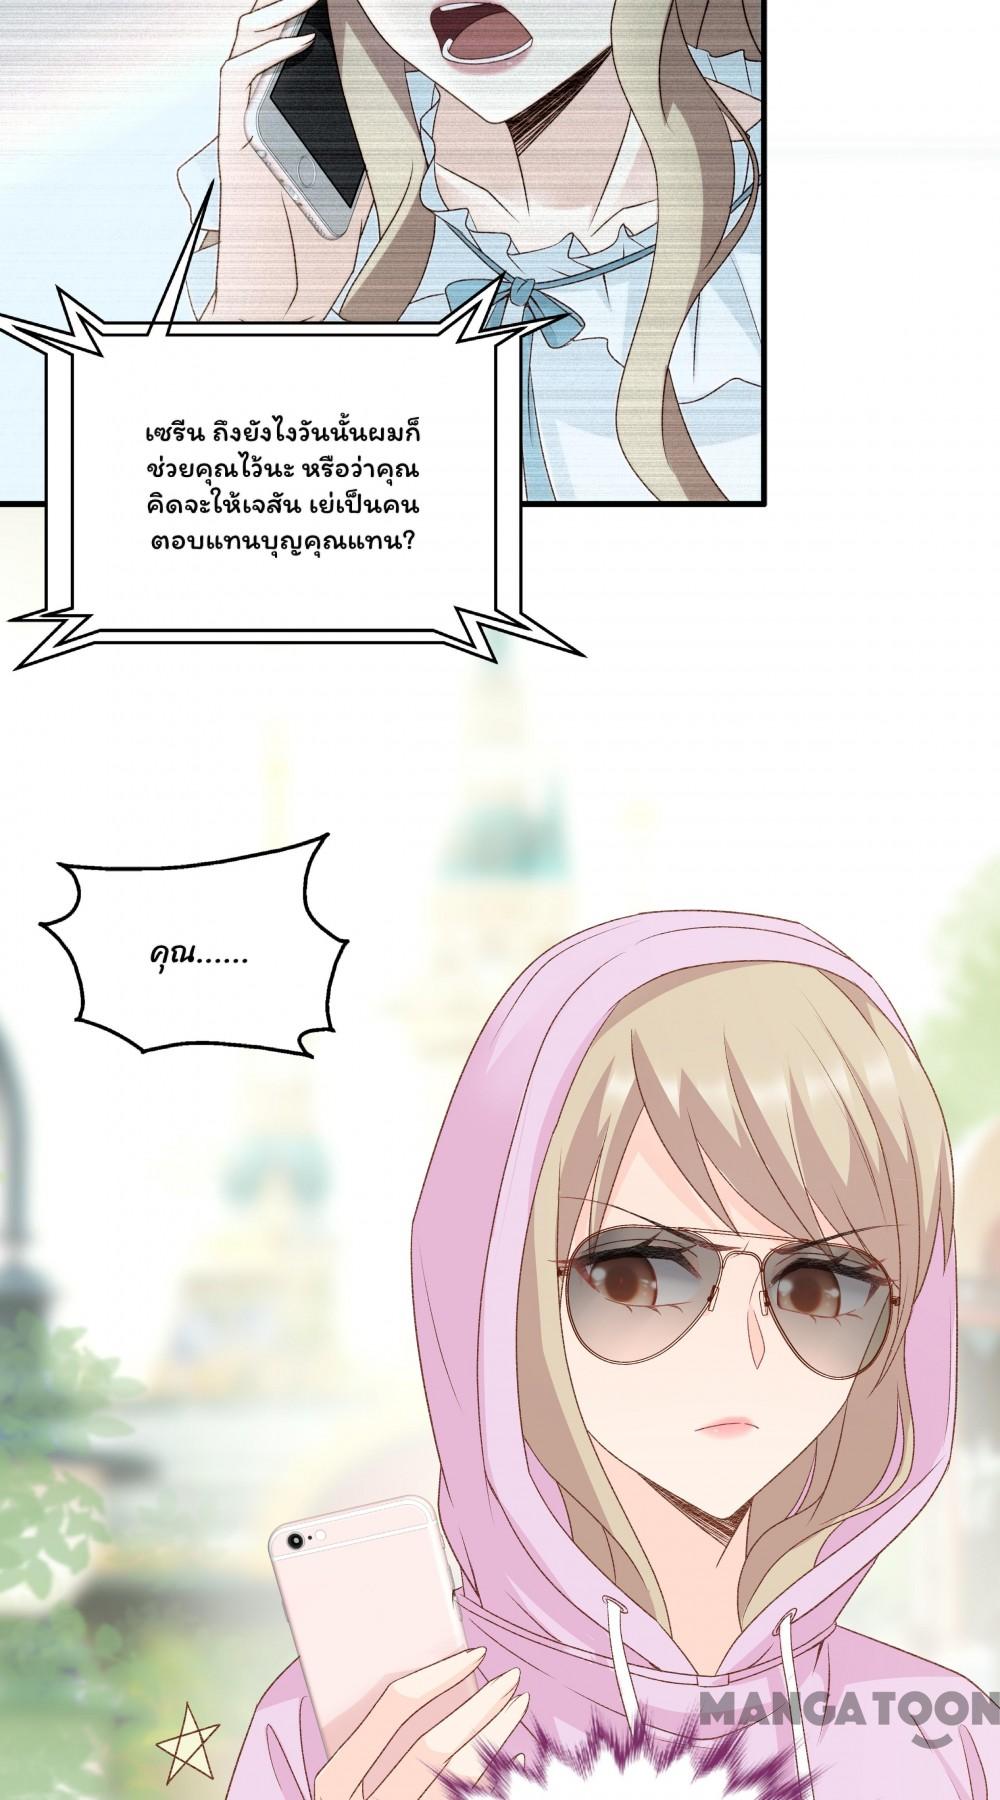 เซรีน ถึงยังไงวันนั้นผมก็
ช่วยคุณไว้นะ หรือว่าคุณ
คิดจะให้เจสัน เย่เป็นคน
ตอบแทนบุญคุณแทน?
คุณ......
MANGATOON